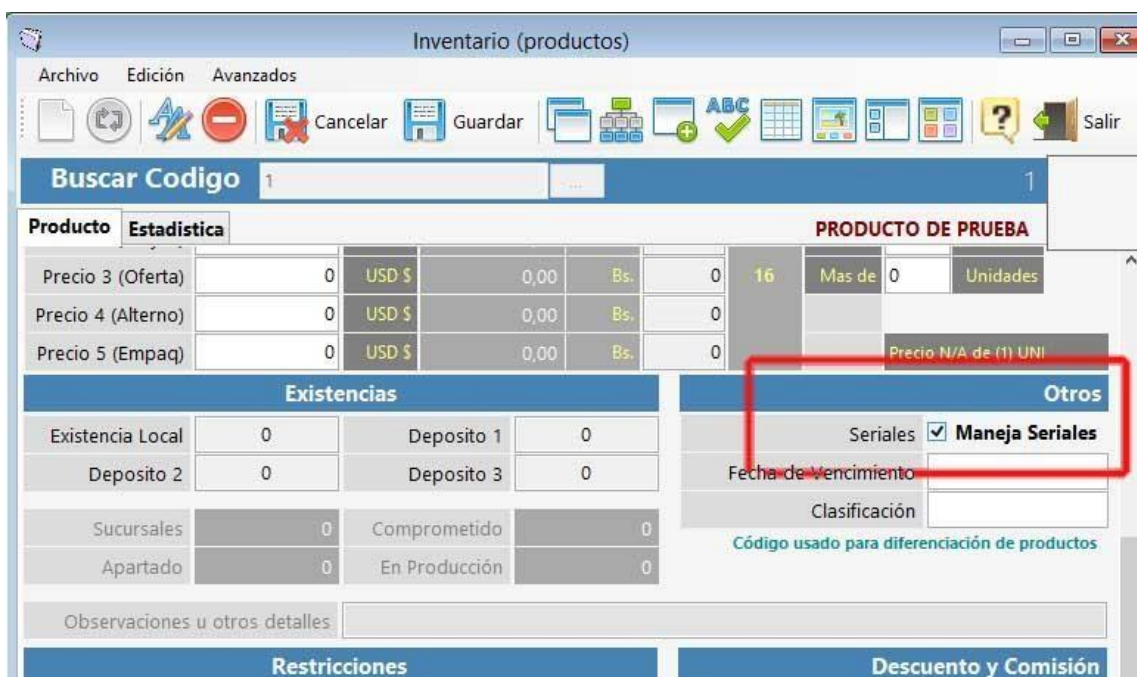 Inventario (productos)
Archivo Edición Avanzados
Cancelar Guardar ABC ? Salir
Buscar Codigo 1 ... 1
Producto Estadistica PRODUCTO DE PRUEBA
Precio 3 (Oferta) 0 USD $ 0,00 Bs. 0 16 Mas de 0 Unidades
Precio 4 (Alterno) 0 USD $ 0,00 Bs. 0
Precio 5 (Empaq) 0 USD $ 0,00 Bs. 0 Precio N/A de (1) UNI
Existencias Otros
Existencia Local 0 Deposito 1 0 Seriales Maneja Seriales
Deposito 2 0 Deposito 3 0 Fecha de Vencimiento
Clasificación
Sucursales 0 Comprometido 0 Código usado para diferenciación de productos
Apartado 0 En Producción 0
Observaciones u otros detalles
Restricciones Descuento y Comisión